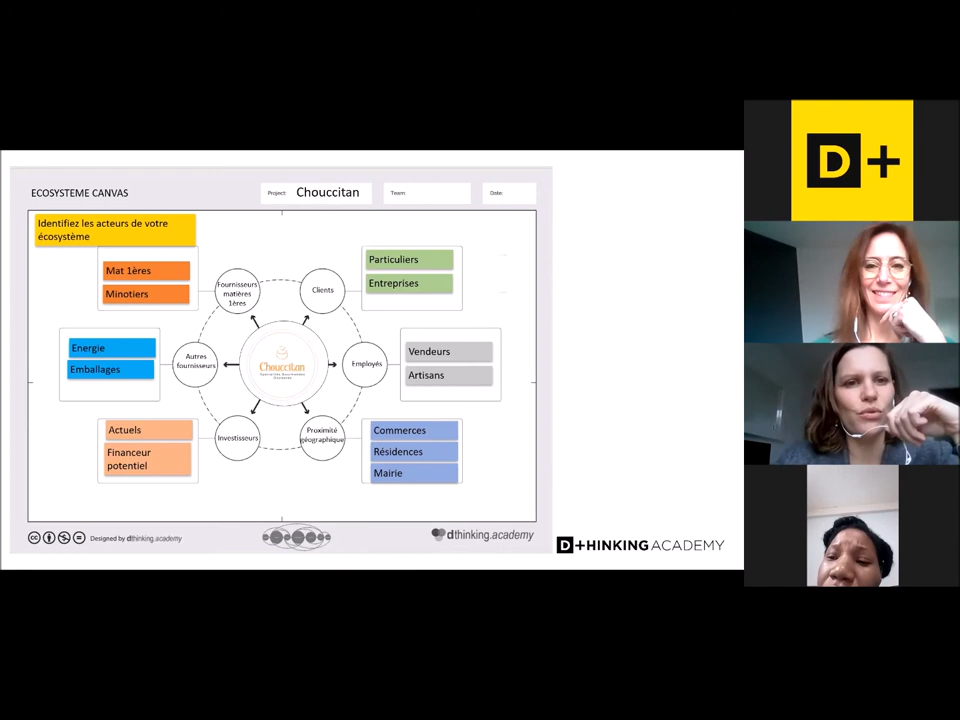 D+
ECOSYSTEME CANVAS
Project: Chouccitan
Team:
Date:
Identifiez les acteurs de votre
écosystème
Mat 1ères
Minotiers
Fournisseurs
matières
1ères
Clients
Particuliers
Entreprises
Energie
Emballages
Autres
fournisseurs
Chouccitan
Employés
Vendeurs
Artisans
Actuels
Financeur
potentiel
Investisseurs
Proximité
géographique
Commerces
Résidences
Mairie
cc
Designed by dthinking.academy
dthinking.academy
D+HINKING ACADEMY